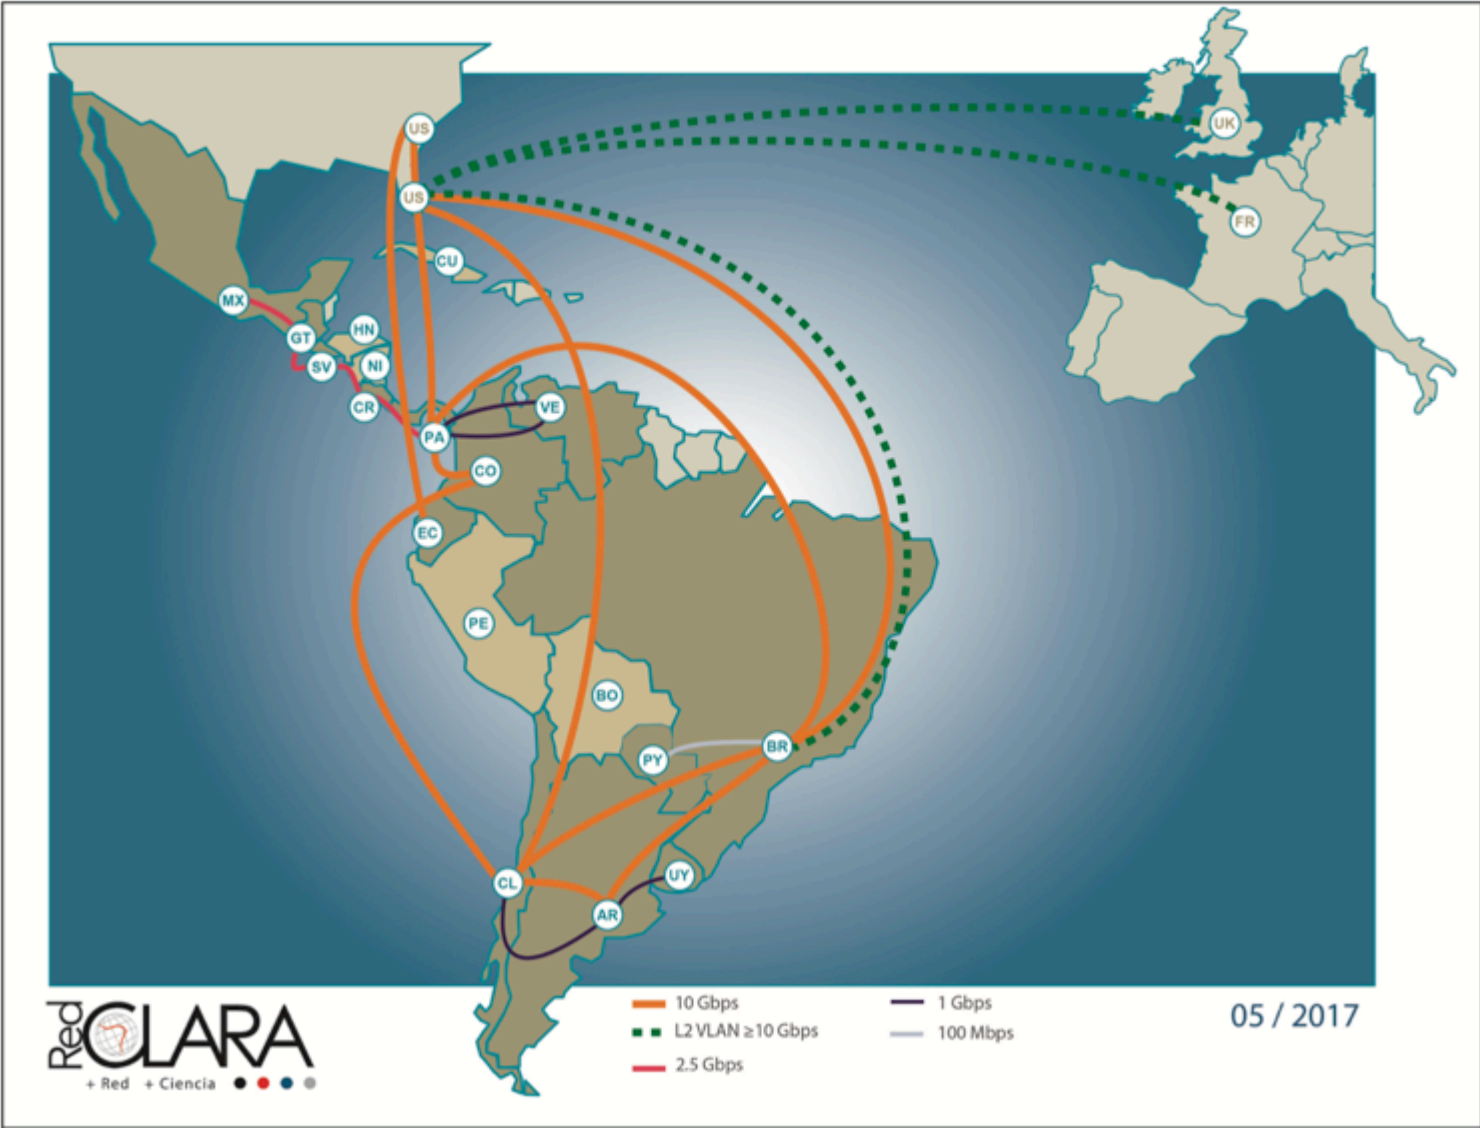 US
UK
US
FR
CU
MX
HN
GT
SV
NI
CR
VE
PA
CO
EC
PE
BO
BR
PY
CL
UY
AR
10 Gbps
1 Gbps
L2 VLAN ≥10 Gbps
100 Mbps
2.5 Gbps
05 / 2017
Red CLARA
+ Red + Ciencia